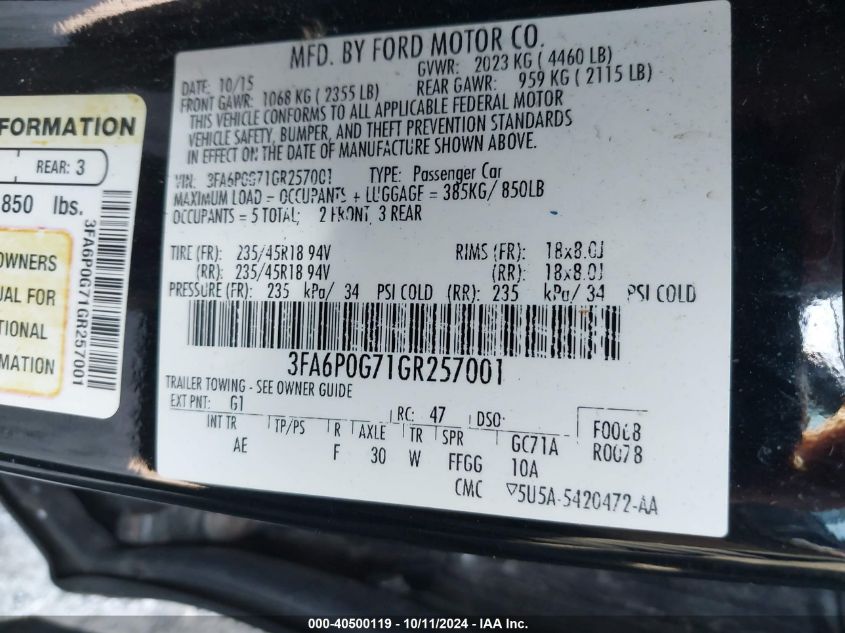 FORMATION
REAR: 3
850 lbs.
OWNERS
UAL FOR
TIONAL
MATION
3FA6P0G71GR257001
MFD. BY FORD MOTOR CO.
DATE: 10/15 GVWR: 2023 KG ( 4460 LB)
FRONT GAWR: 1068 KG ( 2355 LB) REAR GAWR: 959 KG ( 2115 LB)
THIS VEHICLE CONFORMS TO ALL APPLICABLE FEDERAL MOTOR
VEHICLE SAFETY, BUMPER, AND THEFT PREVENTION STANDARDS
IN EFFECT ON THE DATE OF MANUFACTURE SHOWN ABOVE.
VIN: 3FA6P0G71GR257001 TYPE: Passenger Car
MAXIMUM LOAD = OCCUPANTS + LUGGAGE = 385KG/ 850LB
OCCUPANTS = 5 TOTAL: 2 FRONT, 3 REAR
TIRE (FR): 235/45R18 94V RIMS (FR): 18x8.0J
(RR): 235/45R18 94V (RR): 18x8.0J
PRESSURE (FR): 235 kPa/ 34 PSI COLD (RR): 235 kPa/ 34 PSI COLD
3FA6P0G71GR257001
TRAILER TOWING - SEE OWNER GUIDE
EXT PNT: G1 RC: 47 DSO: F0068
INT TR TP/PS R AXLE TR SPR GC71A R0078
AE F 30 W FFGG 10A
CMC ▽5U5A-5420472-AA
000-40500119 - 10/11/2024 - IAA Inc.